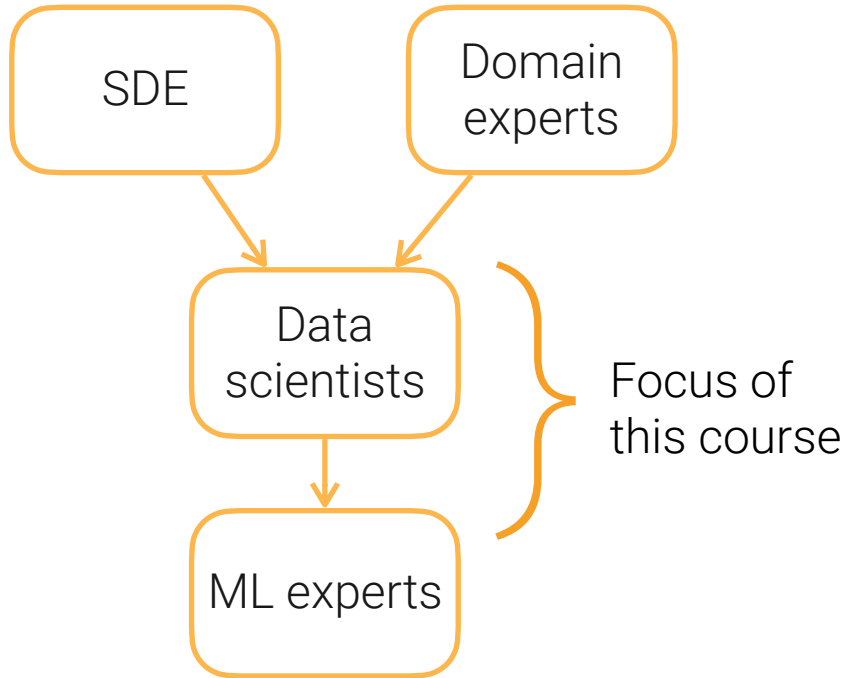 SDE
Domain
experts
Data
scientists
Focus of
this course
ML experts